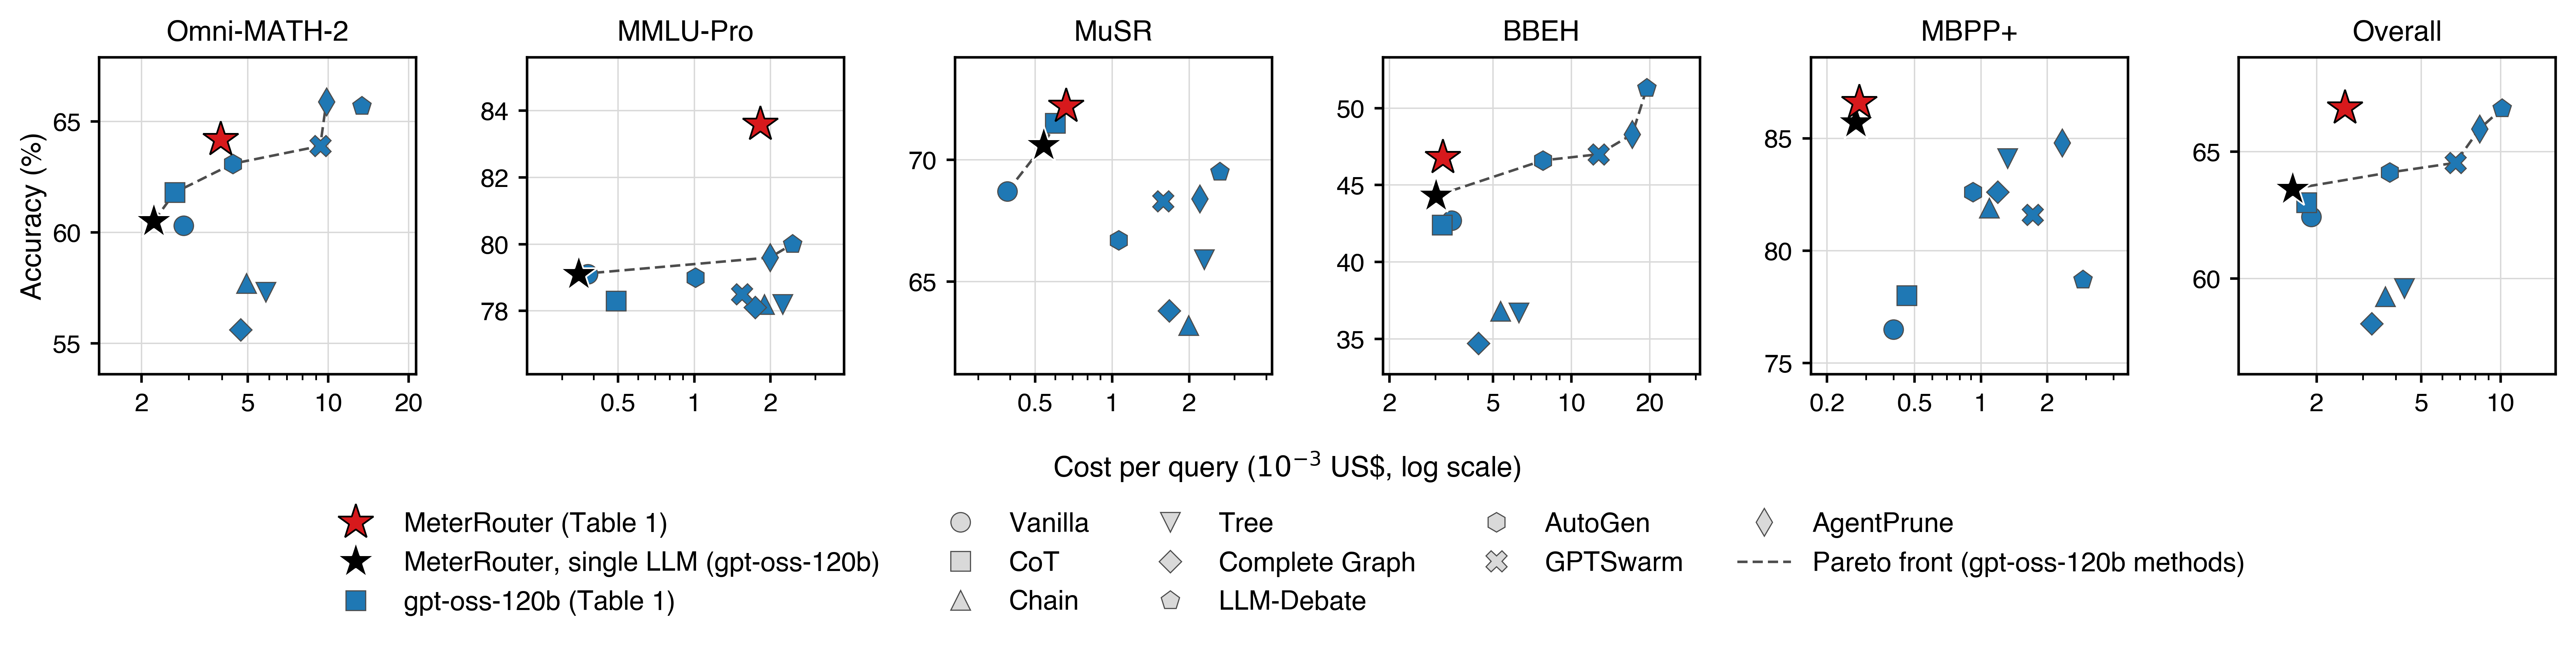 Omni-MATH-2
MMLU-Pro
MuSR
BBEH
MBPP+
Overall
Accuracy (%)
65
60
55
2 5 10 20
84
82
80
78
0.5 1 2
70
65
0.5 1 2
50
45
40
35
2 5 10 20
85
80
75
0.2 0.5 1 2
65
60
2 5 10
Cost per query (10⁻³ US$, log scale)
MeterRouter (Table 1)
MeterRouter, single LLM (gpt-oss-120b)
gpt-oss-120b (Table 1)
Vanilla
CoT
Chain
Tree
Complete Graph
LLM-Debate
AutoGen
GPTSwarm
AgentPrune
Pareto front (gpt-oss-120b methods)